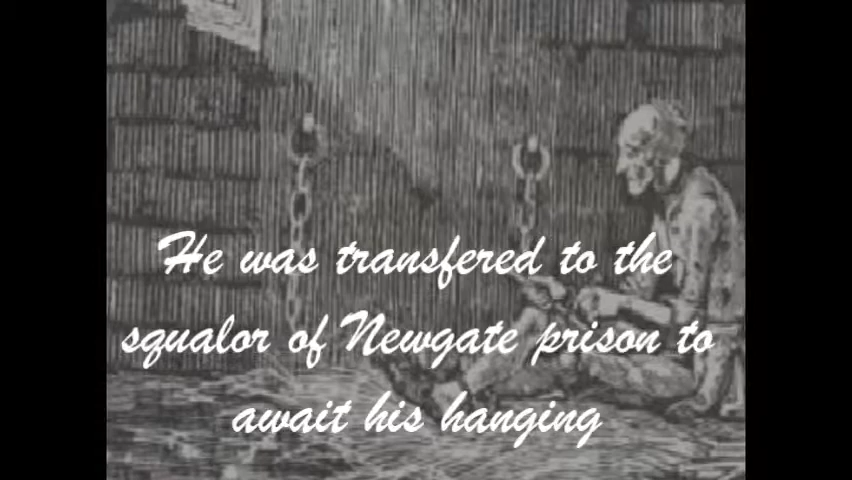 He was transfered to the
squalor of Newgate prison to
await his hanging